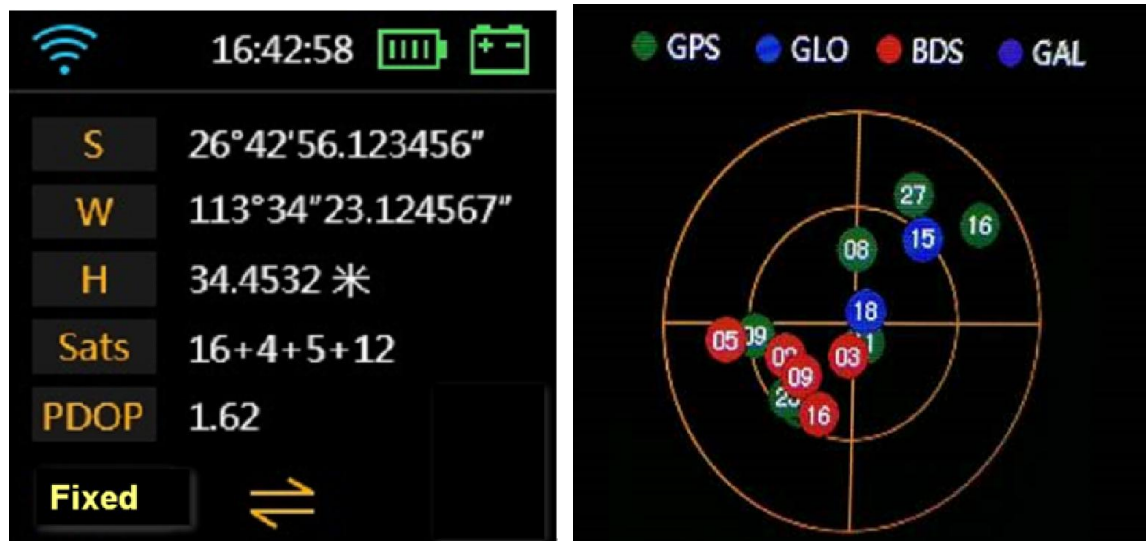 16:42:58
S 26°42'56.123456"
W 113°34"23.124567"
H 34.4532 米
Sats 16+4+5+12
PDOP 1.62
Fixed
GPS GLO BDS GAL
27
16
15
08
18
05
09
03
09
16